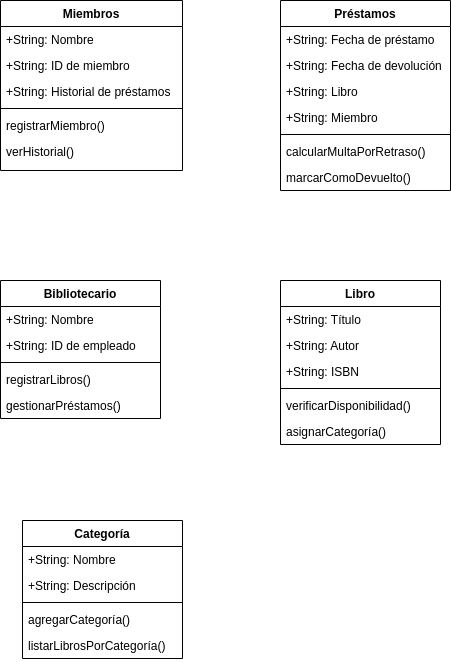 Miembros
+String: Nombre
+String: ID de miembro
+String: Historial de préstamos
registrarMiembro()
verHistorial()
Préstamos
+String: Fecha de préstamo
+String: Fecha de devolución
+String: Libro
+String: Miembro
calcularMultaPorRetraso()
marcarComoDevuelto()
Bibliotecario
+String: Nombre
+String: ID de empleado
registrarLibros()
gestionarPréstamos()
Libro
+String: Título
+String: Autor
+String: ISBN
verificarDisponibilidad()
asignarCategoría()
Categoría
+String: Nombre
+String: Descripción
agregarCategoría()
listarLibrosPorCategoría()